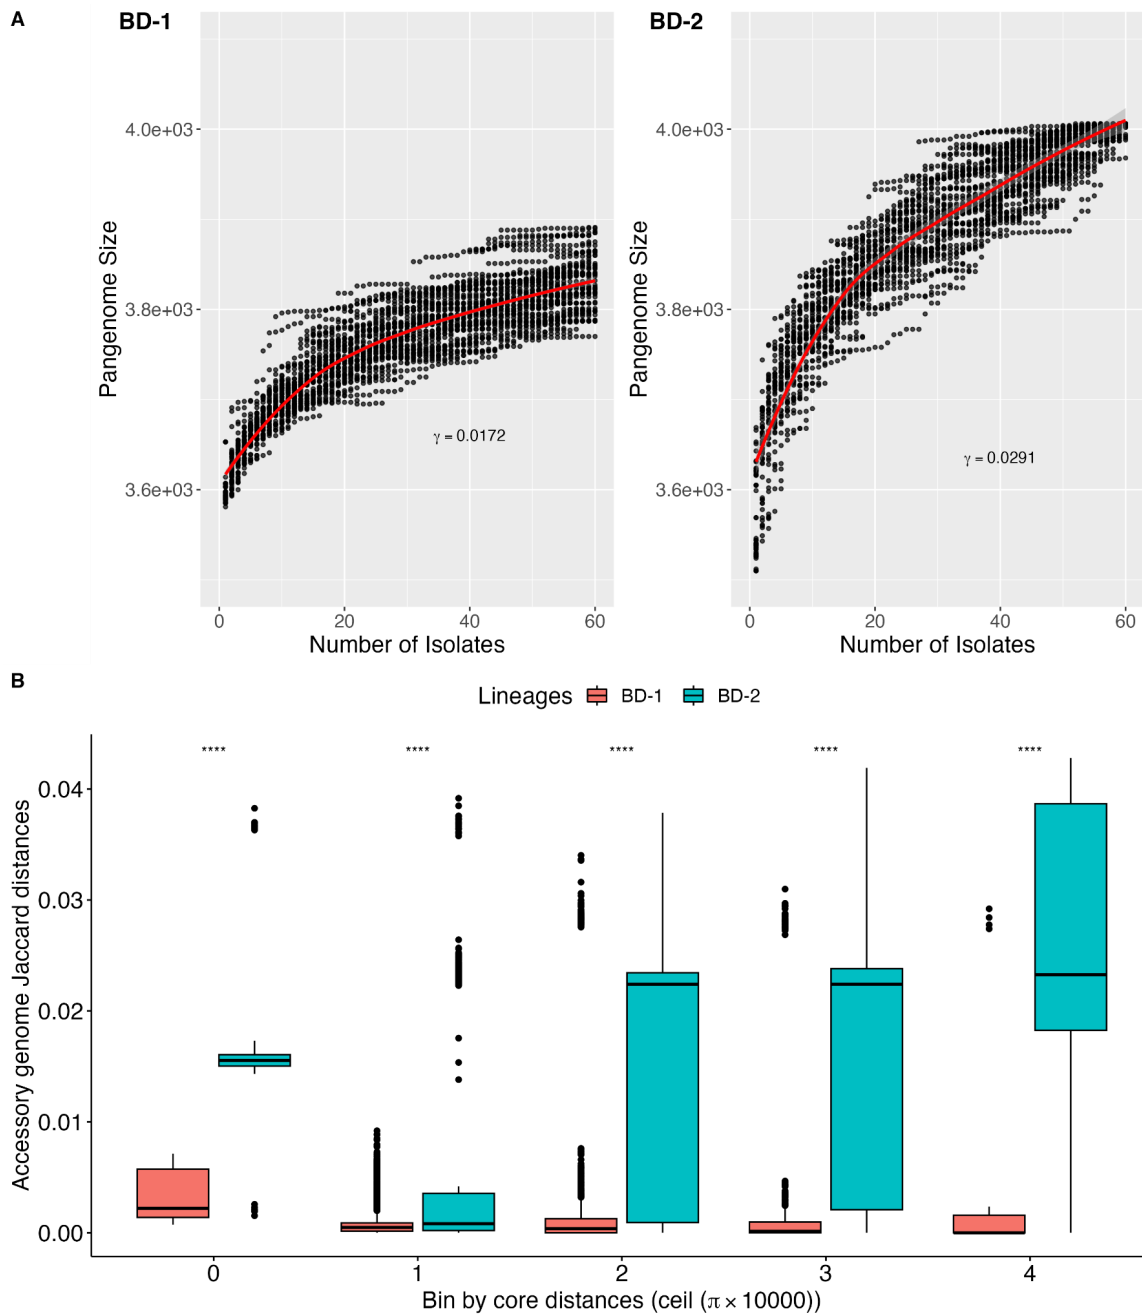 A
BD-1
BD-2
4.0e+03
3.8e+03
3.6e+03
Pangenome Size
γ = 0.0172
0 20 40 60
Number of Isolates
4.0e+03
3.8e+03
3.6e+03
Pangenome Size
γ = 0.0291
0 20 40 60
Number of Isolates
B
Lineages BD-1 BD-2
**** **** **** **** ****
0.04
0.03
0.02
0.01
0.00
Accessory genome Jaccard distances
0 1 2 3 4
Bin by core distances (ceil (π × 10000))